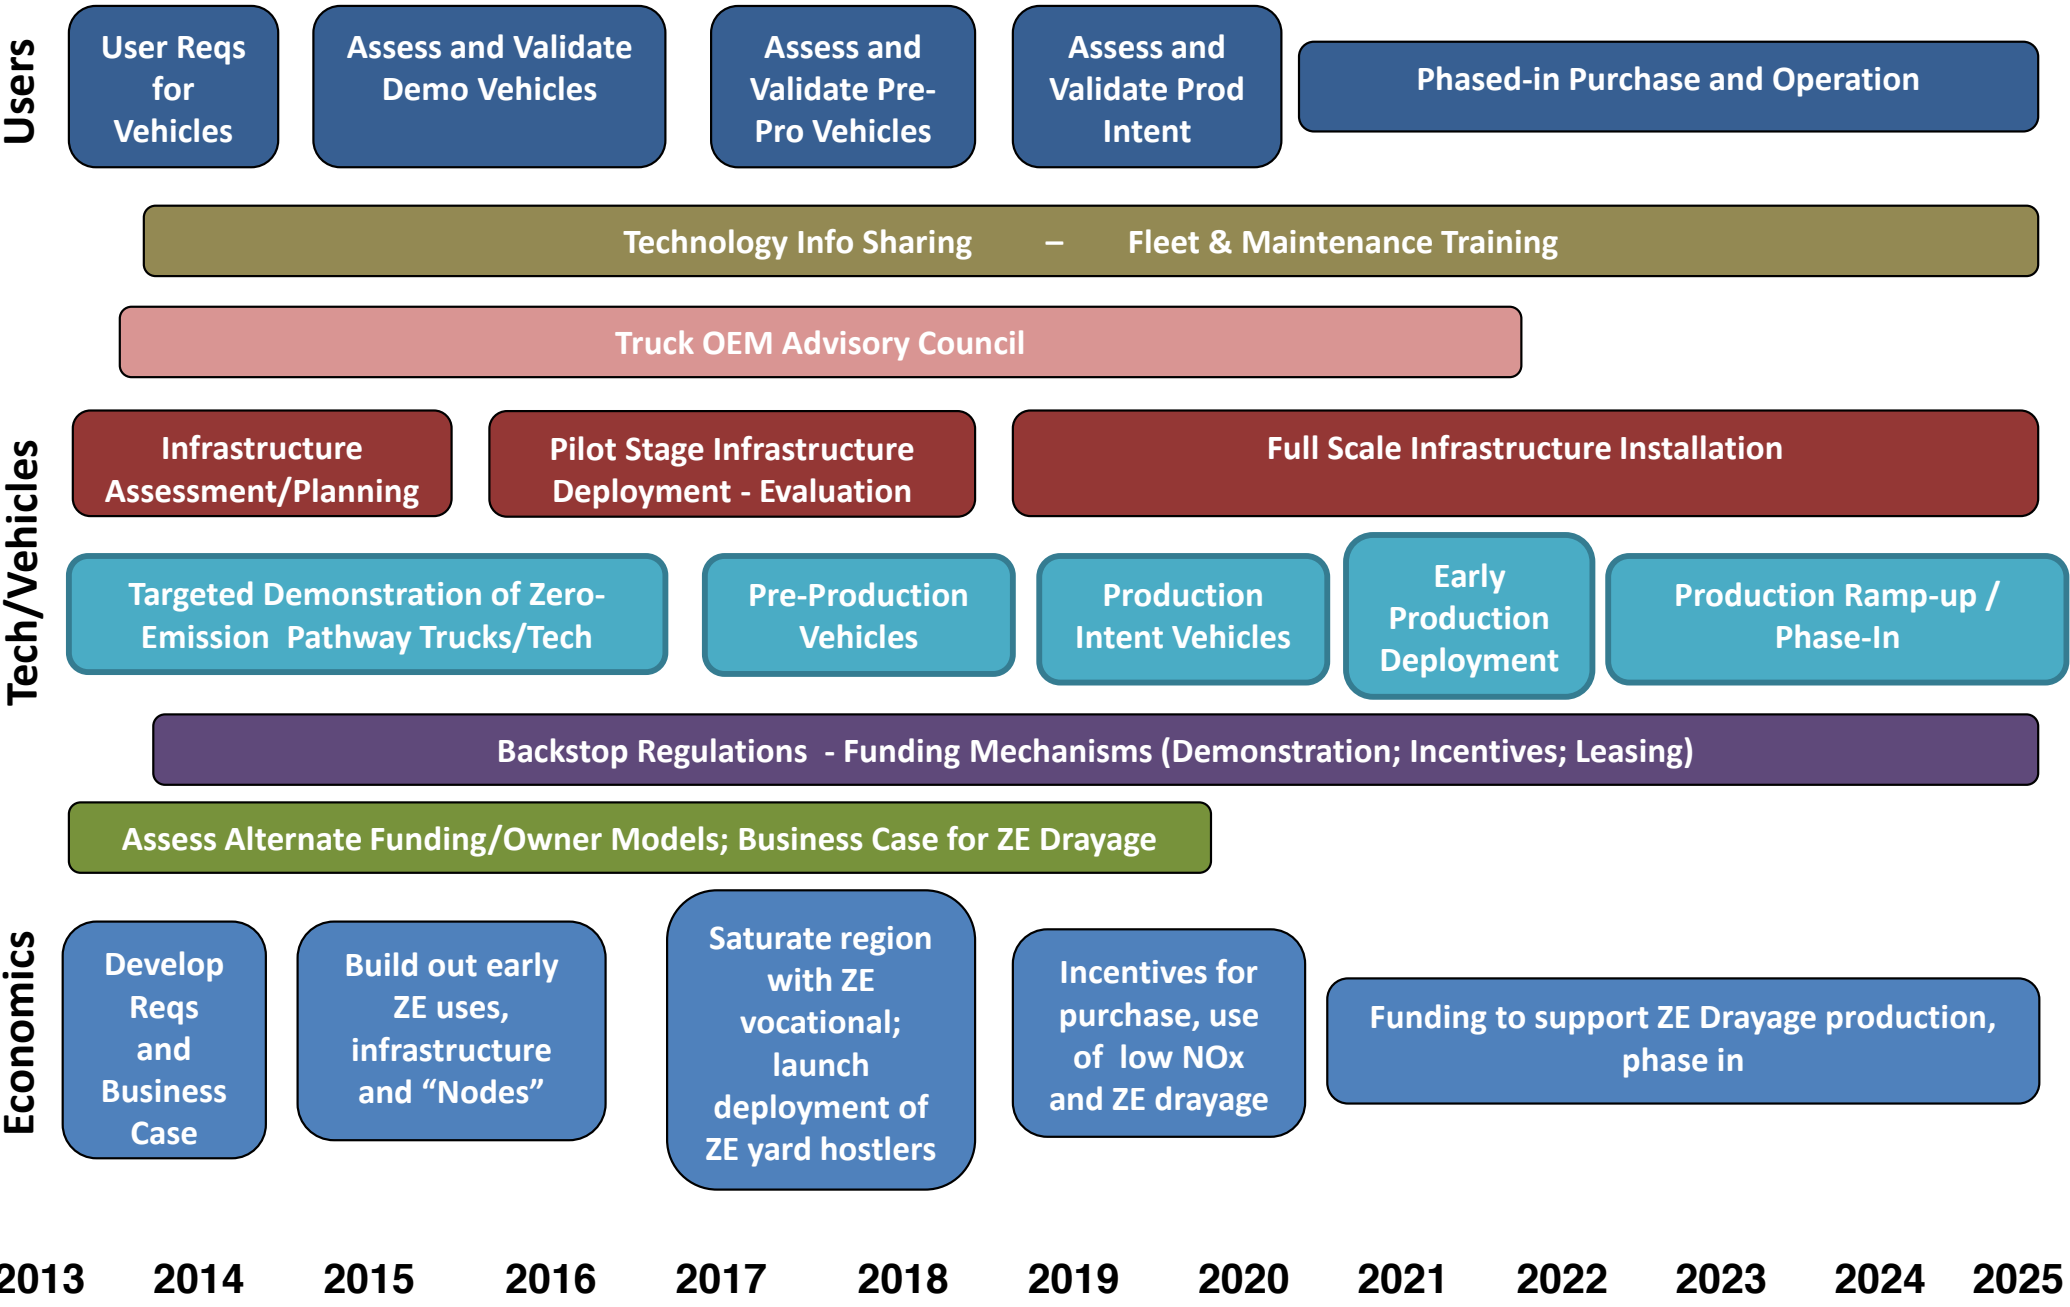 Users
User Reqs
for
Vehicles
Assess and Validate
Demo Vehicles
Assess and
Validate Pre-
Pro Vehicles
Assess and
Validate Prod
Intent
Phased-in Purchase and Operation
Technology Info Sharing – Fleet & Maintenance Training
Truck OEM Advisory Council
Tech/Vehicles
Infrastructure
Assessment/Planning
Pilot Stage Infrastructure
Deployment - Evaluation
Full Scale Infrastructure Installation
Targeted Demonstration of Zero-
Emission Pathway Trucks/Tech
Pre-Production
Vehicles
Production
Intent Vehicles
Early
Production
Deployment
Production Ramp-up /
Phase-In
Backstop Regulations - Funding Mechanisms (Demonstration; Incentives; Leasing)
Assess Alternate Funding/Owner Models; Business Case for ZE Drayage
Economics
Develop
Reqs
and
Business
Case
Build out early
ZE uses,
infrastructure
and “Nodes”
Saturate region
with ZE
vocational;
launch
deployment of
ZE yard hostlers
Incentives for
purchase, use
of low NOx
and ZE drayage
Funding to support ZE Drayage production,
phase in
2013 2014 2015 2016 2017 2018 2019 2020 2021 2022 2023 2024 2025